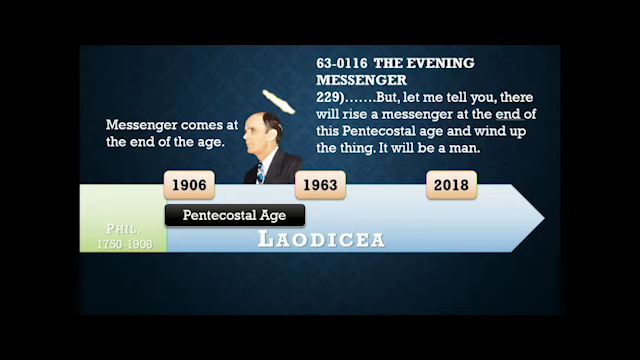 63-0116 THE EVENING
MESSENGER
229).......But, let me tell you, there
will rise a messenger at the end of
this Pentecostal age and wind up
the thing. It will be a man.
Messenger comes at
the end of the age.
1906
1963
2018
Pentecostal Age
PHIL.
1750-1906
LAODICEA